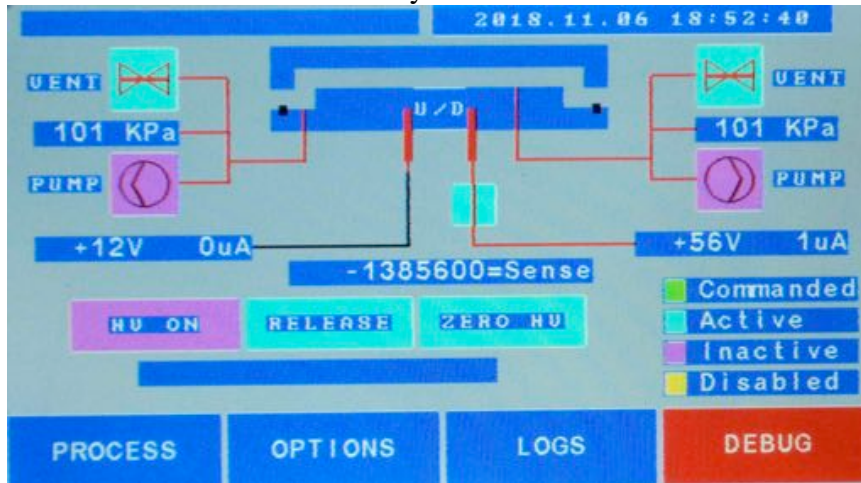 2018.11.06 18:52:40
VENT
VENT
U/D
101 KPa
101 KPa
PUMP
PUMP
+12V 0uA
+56V 1uA
-1385600=Sense
Commanded
HV ON
RELEASE
ZERO HV
Active
Inactive
Disabled
PROCESS
OPTIONS
LOGS
DEBUG